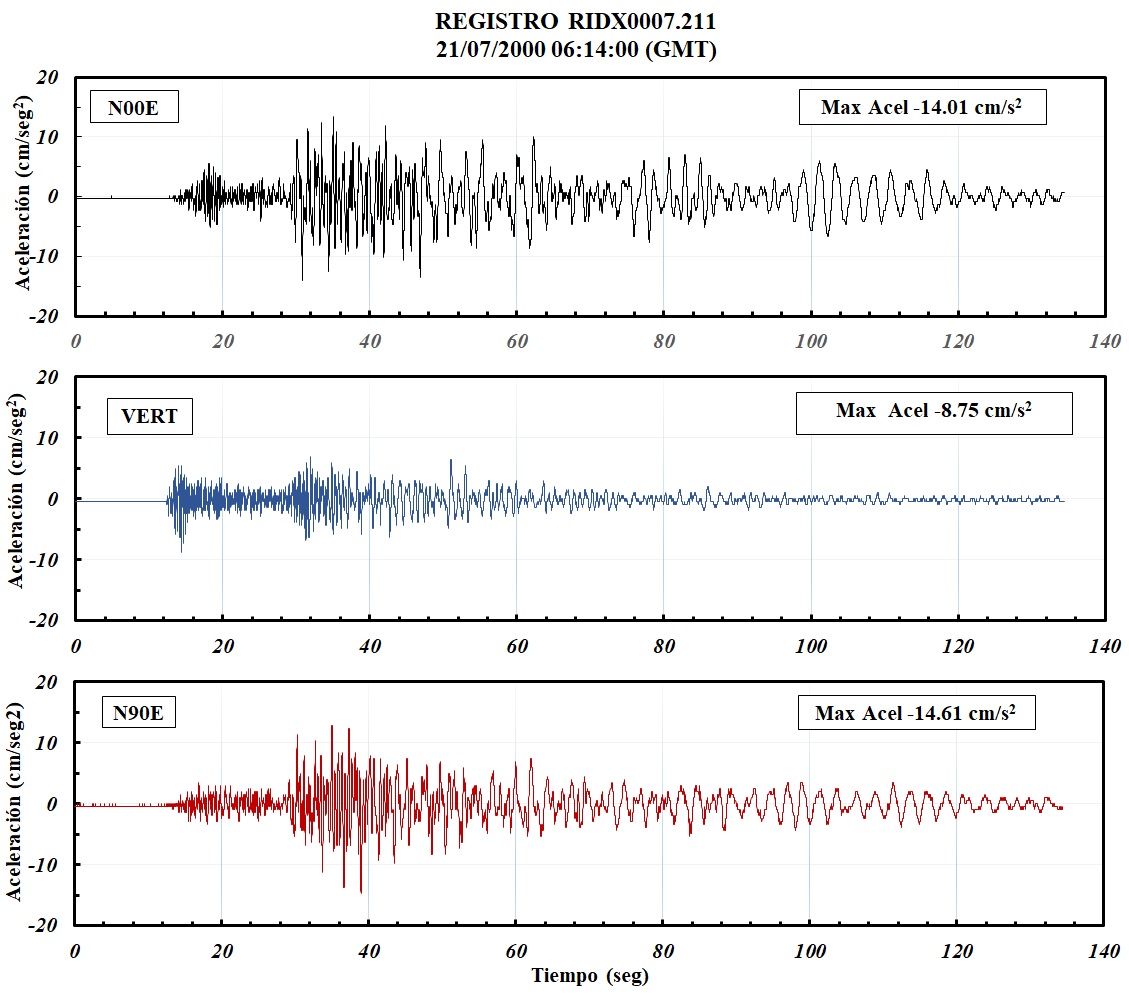 REGISTRO RIDX0007.211
21/07/2000 06:14:00 (GMT)
Aceleración (cm/seg²)
20
10
0
-10
-20
N00E
Max Acel -14.01 cm/s²
0 20 40 60 80 100 120 140
Aceleración (cm/seg²)
20
10
0
-10
-20
VERT
Max Acel -8.75 cm/s²
0 20 40 60 80 100 120 140
Aceleración (cm/seg2)
20
10
0
-10
-20
N90E
Max Acel -14.61 cm/s²
0 20 40 60 80 100 120 140
Tiempo (seg)